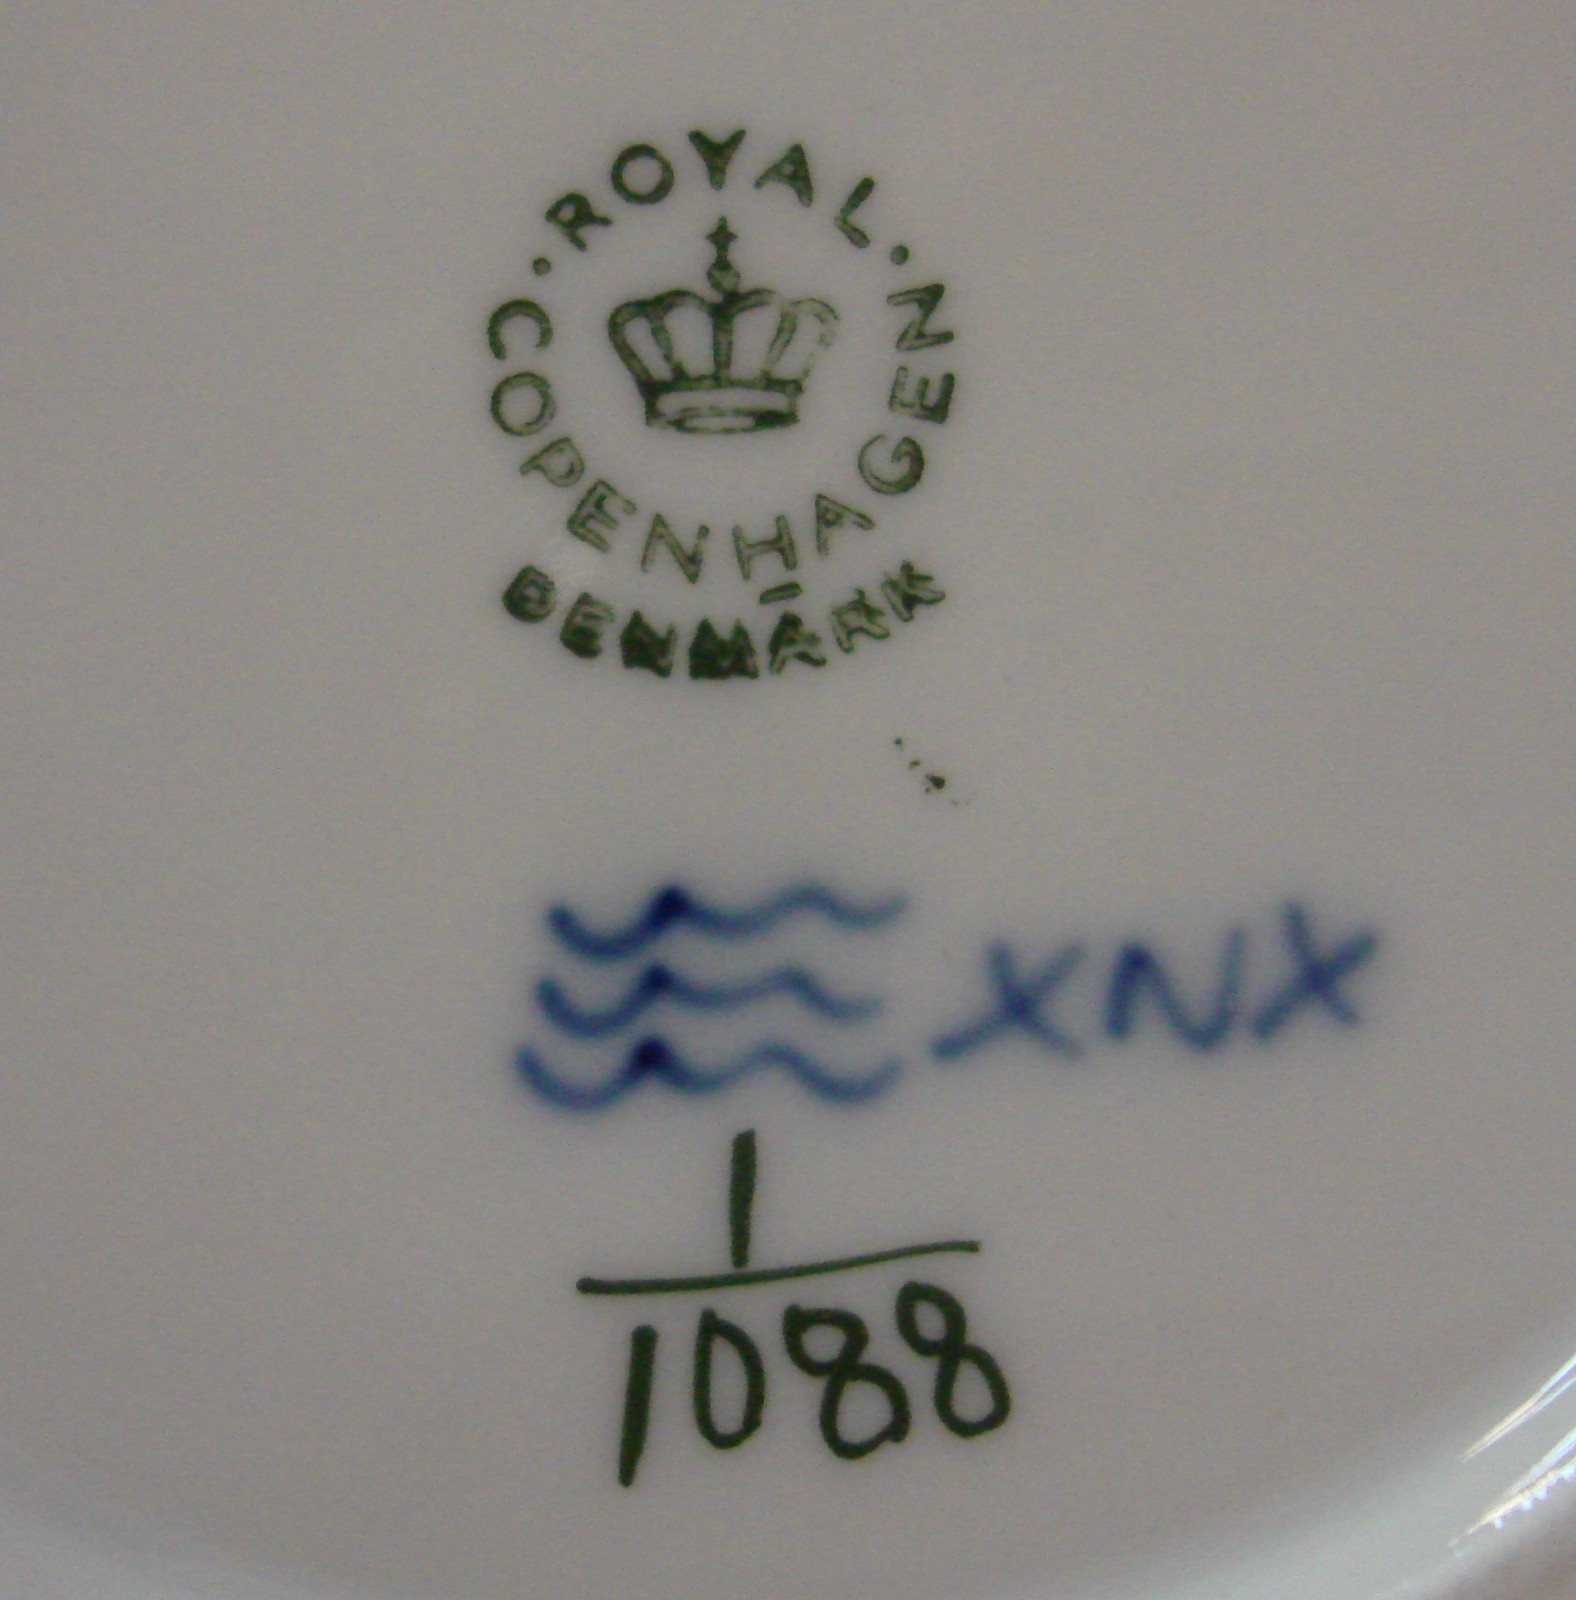 · ROYAL ·
COPENHAGEN
DENMARK
XNX
1
1088